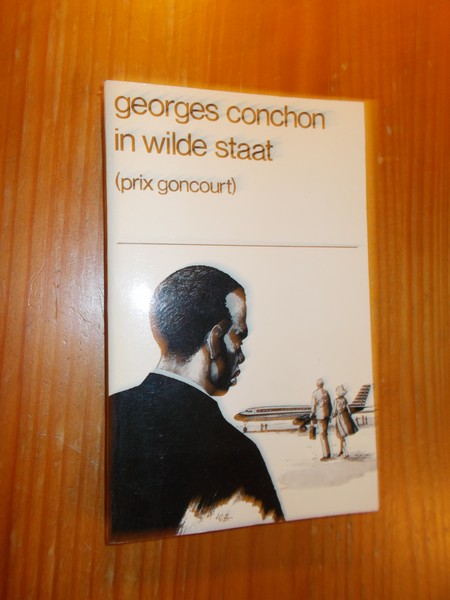 georges conchon
in wilde staat
(prix goncourt)